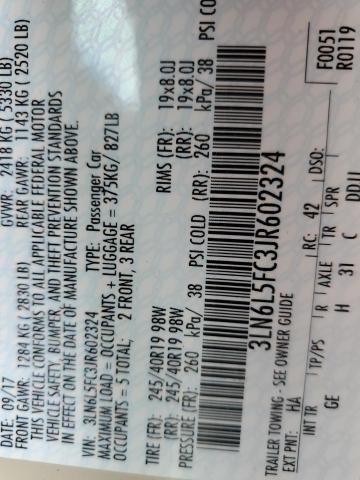 DATE: 09/17 GVWR: 2418 KG ( 5330 LB)
FRONT GAWR: 1284 KG ( 2830 LB) REAR GAWR: 1143 KG ( 2520 LB)
THIS VEHICLE CONFORMS TO ALL APPLICABLE FEDERAL MOTOR
VEHICLE SAFETY, BUMPER, AND THEFT PREVENTION STANDARDS
IN EFFECT ON THE DATE OF MANUFACTURE SHOWN ABOVE.
VIN: 3LN6L5FC3JR602324 TYPE: Passenger Car
MAXIMUM LOAD = OCCUPANTS + LUGGAGE = 375KG/ 827LB
OCCUPANTS = 5 TOTAL; 2 FRONT, 3 REAR
TIRE (FR): 245/40R19 98W RIMS (FR): 19x8.0J
(RR): 245/40R19 98W (RR): 19x8.0J
PRESSURE (FR): 260 kPa/ 38 PSI COLD (RR): 260 kPa/ 38 PSI CO
3LN6L5FC3JR602324
F0051
R0119
TRAILER TOWING - SEE OWNER GUIDE
EXT PNT: HA RC: 42 DSO:
INT TR TP/PS R AXLE TR SPR
GE H 31 C DDJJ